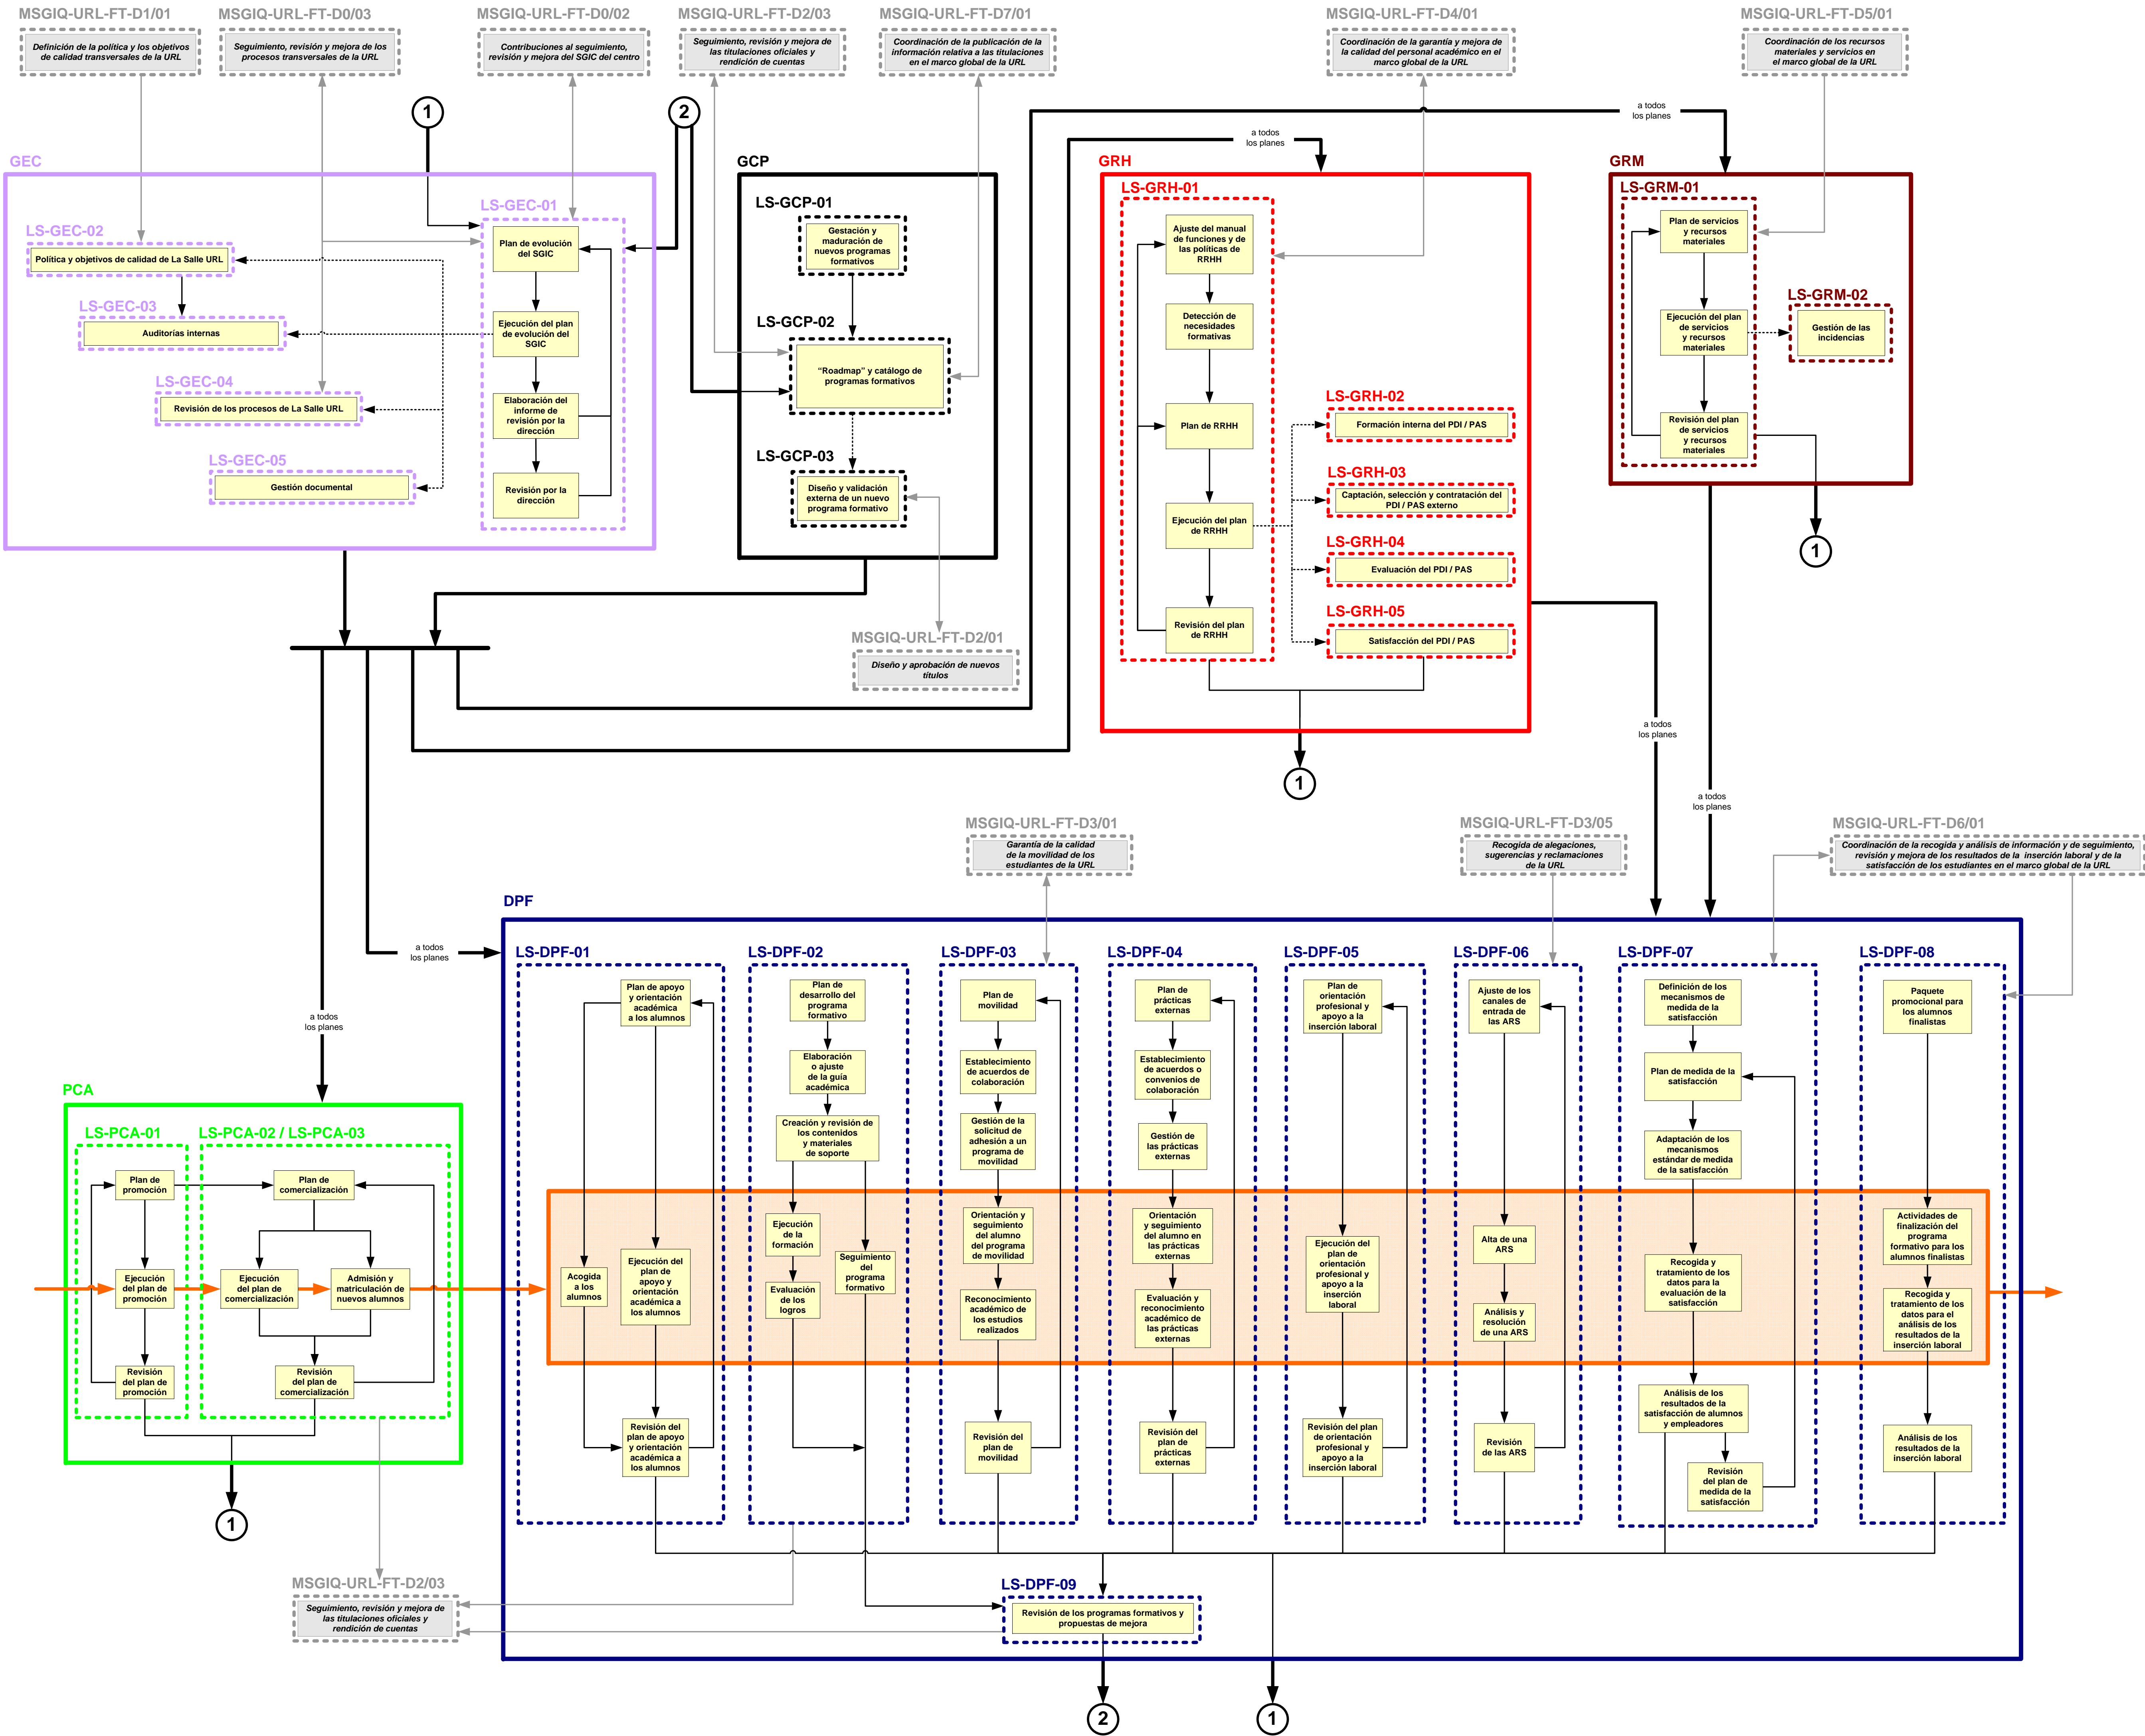 MSGIQ-URL-FT-D1/01
Definición de la política y los objetivos
de calidad transversales de la URL
MSGIQ-URL-FT-D0/03
Seguimiento, revisión y mejora de los
procesos transversales de la URL
MSGIQ-URL-FT-D0/02
Contribuciones al seguimiento,
revisión y mejora del SGIC del centro
MSGIQ-URL-FT-D2/03
Seguimiento, revisión y mejora de
las titulaciones oficiales y
rendición de cuentas
MSGIQ-URL-FT-D7/01
Coordinación de la publicación de la
información relativa a las titulaciones
en el marco global de la URL
MSGIQ-URL-FT-D4/01
Coordinación de la garantía y mejora de
la calidad del personal académico en el
marco global de la URL
MSGIQ-URL-FT-D5/01
Coordinación de los recursos
materiales y servicios en
el marco global de la URL
1
2
a todos
los planes
a todos
los planes
GEC
LS-GEC-02
Política y objetivos de calidad de La Salle URL
LS-GEC-03
Auditorías internas
LS-GEC-04
Revisión de los procesos de La Salle URL
LS-GEC-05
Gestión documental
LS-GEC-01
Plan de evolución
del SGIC
Ejecución del plan
de evolución del
SGIC
Elaboración del
informe de
revisión por la
dirección
Revisión por la
dirección
GCP
LS-GCP-01
Gestación y
maduración de
nuevos programas
formativos
LS-GCP-02
“Roadmap” y catálogo de
programas formativos
LS-GCP-03
Diseño y validación
externa de un nuevo
programa formativo
MSGIQ-URL-FT-D2/01
Diseño y aprobación de nuevos
títulos
GRH
LS-GRH-01
Ajuste del manual
de funciones y de
las políticas de
RRHH
Detección de
necesidades
formativas
Plan de RRHH
Ejecución del plan
de RRHH
Revisión del plan
de RRHH
LS-GRH-02
Formación interna del PDI / PAS
LS-GRH-03
Captación, selección y contratación del
PDI / PAS externo
LS-GRH-04
Evaluación del PDI / PAS
LS-GRH-05
Satisfacción del PDI / PAS
1
GRM
LS-GRM-01
Plan de servicios
y recursos
materiales
Ejecución del plan
de servicios
y recursos
materiales
Revisión del plan
de servicios
y recursos
materiales
LS-GRM-02
Gestión de las
incidencias
1
a todos
los planes
a todos
los planes
a todos
los planes
a todos
los planes
MSGIQ-URL-FT-D3/01
Garantía de la calidad
de la movilidad de los
estudiantes de la URL
MSGIQ-URL-FT-D3/05
Recogida de alegaciones,
sugerencias y reclamaciones
de la URL
MSGIQ-URL-FT-D6/01
Coordinación de la recogida y análisis de información y de seguimiento,
revisión y mejora de los resultados de la inserción laboral y de la
satisfacción de los estudiantes en el marco global de la URL
PCA
LS-PCA-01
Plan de
promoción
Ejecución
del plan de
promoción
Revisión
del plan de
promoción
LS-PCA-02 / LS-PCA-03
Plan de
comercialización
Ejecución
del plan de
comercialización
Admisión y
matriculación de
nuevos alumnos
Revisión
del plan de
comercialización
1
MSGIQ-URL-FT-D2/03
Seguimiento, revisión y mejora de
las titulaciones oficiales y
rendición de cuentas
DPF
LS-DPF-01
Plan de apoyo
y orientación
académica
a los alumnos
Acogida
a los
alumnos
Ejecución del
plan de
apoyo y
orientación
académica a
los alumnos
Revisión del
plan de apoyo
y orientación
académica a
los alumnos
LS-DPF-02
Plan de
desarrollo del
programa
formativo
Elaboración
o ajuste
de la guía
académica
Creación y revisión de
los contenidos
y materiales
de soporte
Ejecución
de la
formación
Evaluación
de los
logros
Seguimiento
del
programa
formativo
LS-DPF-03
Plan de
movilidad
Establecimiento
de acuerdos de
colaboración
Gestión de la
solicitud de
adhesión a un
programa de
movilidad
Orientación y
seguimiento
del alumno
del programa
de movilidad
Reconocimiento
académico de
los estudios
realizados
Revisión del
plan de
movilidad
LS-DPF-04
Plan de
prácticas
externas
Establecimiento
de acuerdos o
convenios de
colaboración
Gestión de
las prácticas
externas
Orientación
y seguimiento
del alumno en
las prácticas
externas
Evaluación y
reconocimiento
académico de
las prácticas
externas
Revisión del
plan de
prácticas
externas
LS-DPF-05
Plan de
orientación
profesional y
apoyo a la
inserción laboral
Ejecución del
plan de
orientación
profesional y
apoyo a la
inserción
laboral
Revisión del plan
de orientación
profesional y
apoyo a la
inserción laboral
LS-DPF-06
Ajuste de los
canales de
entrada de
las ARS
Alta de una
ARS
Análisis y
resolución
de una ARS
Revisión
de las ARS
LS-DPF-07
Definición de los
mecanismos de
medida de la
satisfacción
Plan de medida de la
satisfacción
Adaptación de los
mecanismos
estándar de medida
de la satisfacción
Recogida y
tratamiento de los
datos para la
evaluación de la
satisfacción
Análisis de los
resultados de la
satisfacción de alumnos
y empleadores
Revisión
del plan de
medida de la
satisfacción
LS-DPF-08
Paquete
promocional para
los alumnos
finalistas
Actividades de
finalización del
programa
formativo para los
alumnos finalistas
Recogida y
tratamiento de los
datos para el
análisis de los
resultados de la
inserción laboral
Análisis de los
resultados de la
inserción laboral
LS-DPF-09
Revisión de los programas formativos y
propuestas de mejora
2
1